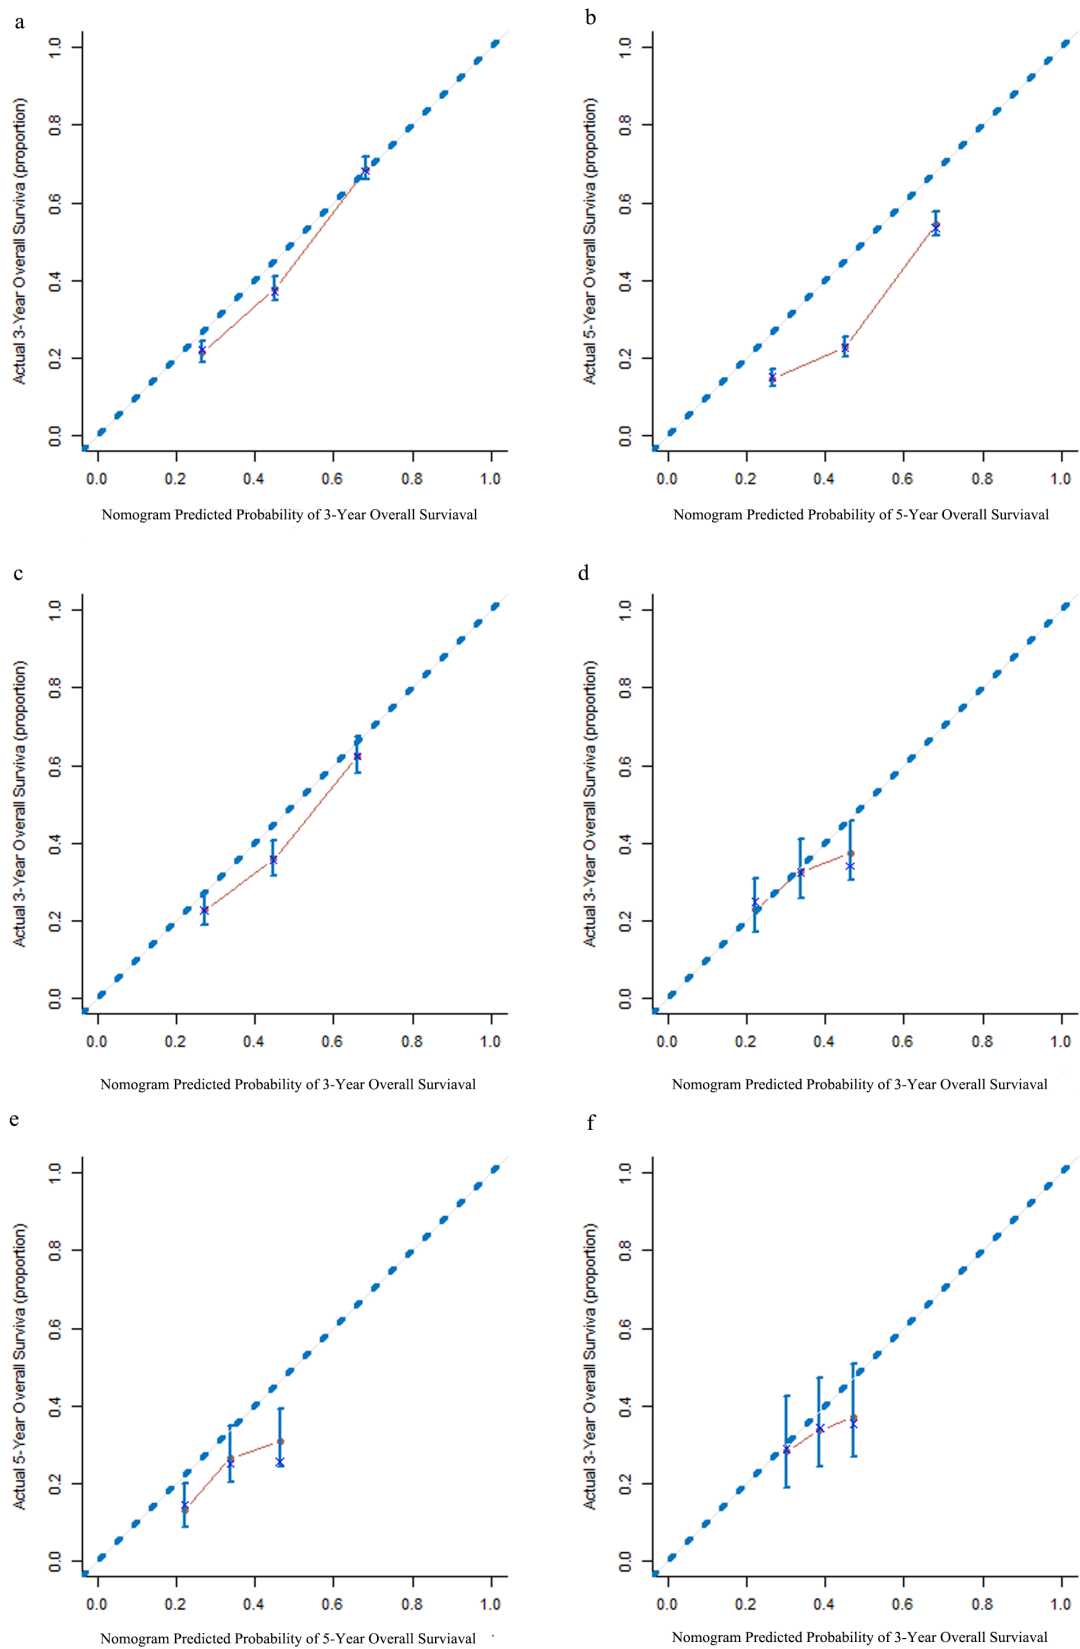 a
Actual 3-Year Overall Surviva (proportion)
1.0
0.8
0.6
0.4
0.2
0.0
0.0 0.2 0.4 0.6 0.8 1.0
Nomogram Predicted Probability of 3-Year Overall Surviaval
b
Actual 5-Year Overall Surviva (proportion)
1.0
0.8
0.6
0.4
0.2
0.0
0.0 0.2 0.4 0.6 0.8 1.0
Nomogram Predicted Probability of 5-Year Overall Surviaval
c
Actual 3-Year Overall Surviva (proportion)
1.0
0.8
0.6
0.4
0.2
0.0
0.0 0.2 0.4 0.6 0.8 1.0
Nomogram Predicted Probability of 3-Year Overall Surviaval
d
Actual 3-Year Overall Surviva (proportion)
1.0
0.8
0.6
0.4
0.2
0.0
0.0 0.2 0.4 0.6 0.8 1.0
Nomogram Predicted Probability of 3-Year Overall Surviaval
e
Actual 5-Year Overall Surviva (proportion)
1.0
0.8
0.6
0.4
0.2
0.0
0.0 0.2 0.4 0.6 0.8 1.0
Nomogram Predicted Probability of 5-Year Overall Surviaval
f
Actual 3-Year Overall Surviva (proportion)
1.0
0.8
0.6
0.4
0.2
0.0
0.0 0.2 0.4 0.6 0.8 1.0
Nomogram Predicted Probability of 3-Year Overall Surviaval